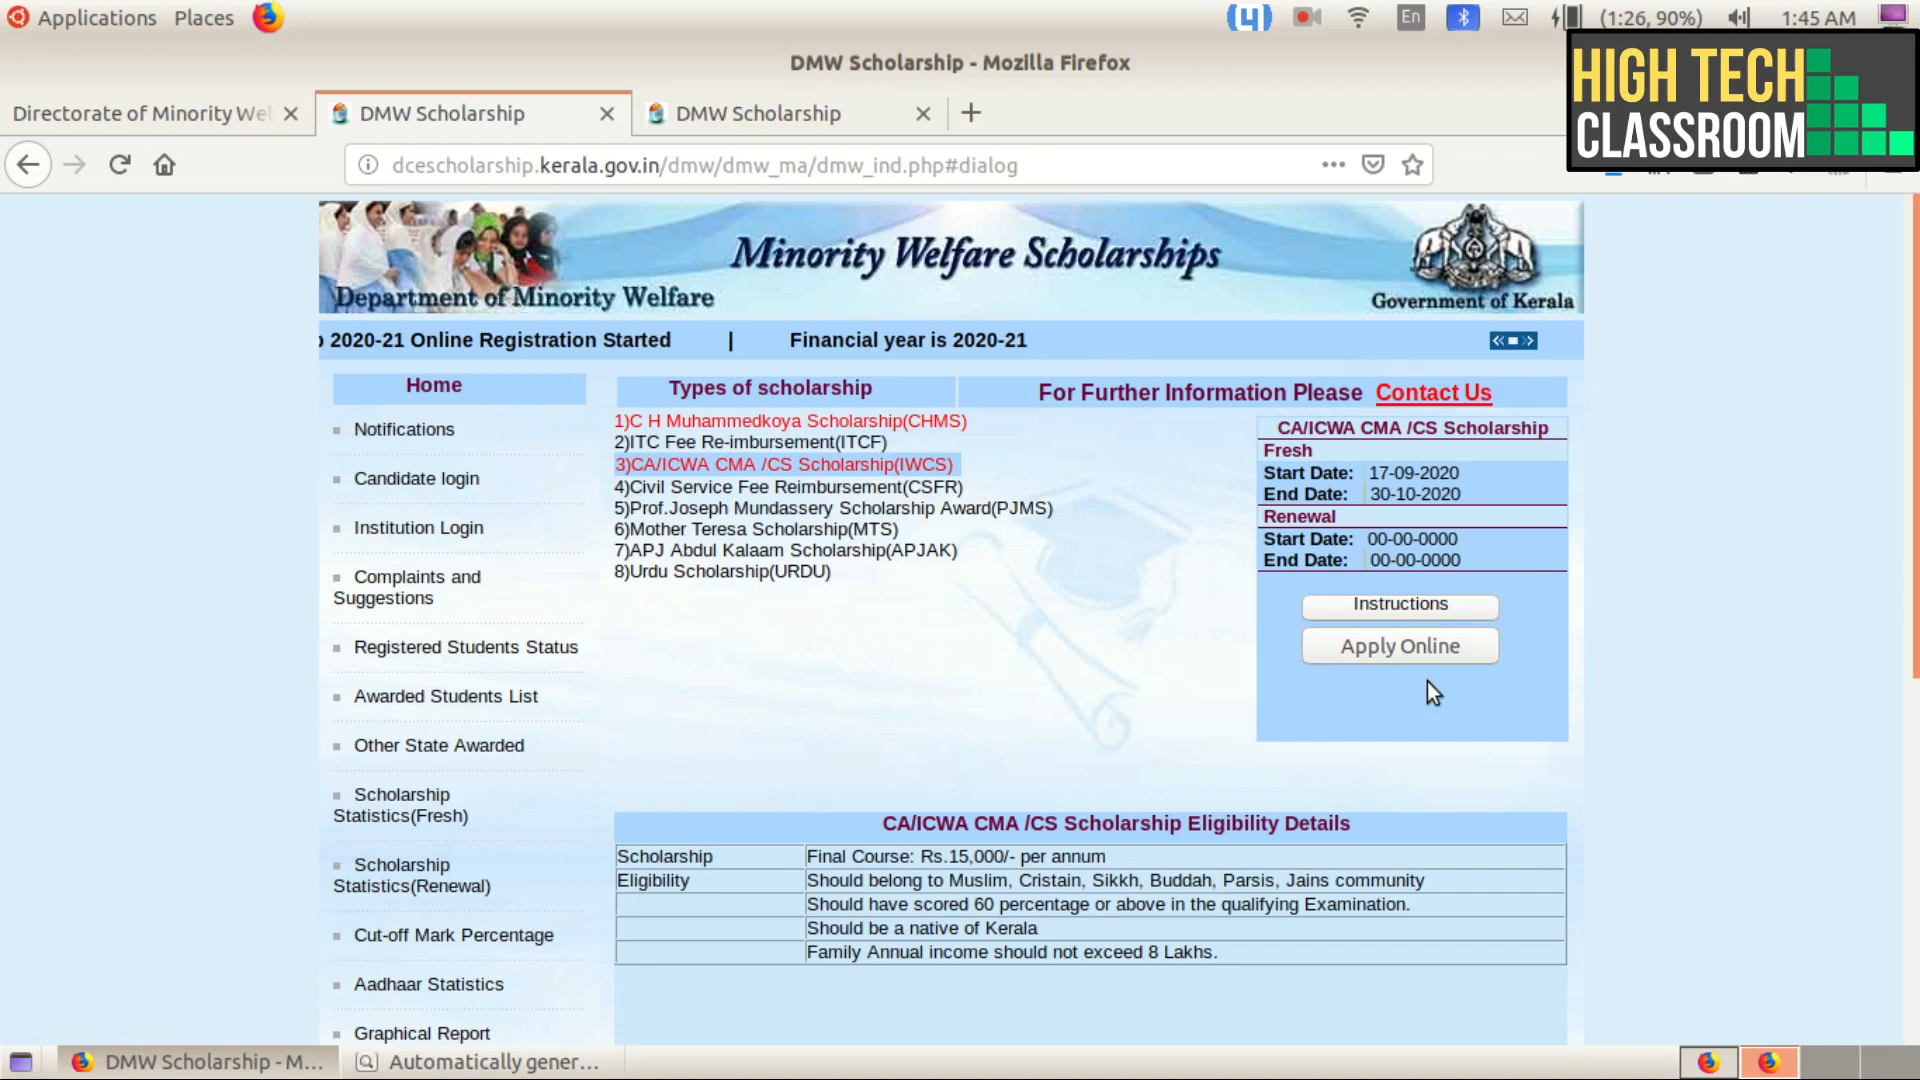 Applications Places
En
(1:26, 90%)
1:45 AM
DMW Scholarship - Mozilla Firefox
HIGH TECH
CLASSROOM
Directorate of Minority Wel
DMW Scholarship
DMW Scholarship
dcescholarship.kerala.gov.in/dmw/dmw_ma/dmw_ind.php#dialog
Minority Welfare Scholarships
Department of Minority Welfare
Government of Kerala
2020-21 Online Registration Started | Financial year is 2020-21
Home
Notifications
Candidate login
Institution Login
Complaints and
Suggestions
Registered Students Status
Awarded Students List
Other State Awarded
Scholarship
Statistics(Fresh)
Scholarship
Statistics(Renewal)
Cut-off Mark Percentage
Aadhaar Statistics
Graphical Report
Types of scholarship
1)C H Muhammedkoya Scholarship(CHMS)
2)ITC Fee Re-imbursement(ITCF)
3)CA/ICWA CMA /CS Scholarship(IWCS)
4)Civil Service Fee Reimbursement(CSFR)
5)Prof.Joseph Mundassery Scholarship Award(PJMS)
6)Mother Teresa Scholarship(MTS)
7)APJ Abdul Kalaam Scholarship(APJAK)
8)Urdu Scholarship(URDU)
For Further Information Please Contact Us
CA/ICWA CMA /CS Scholarship
Fresh
Start Date: 17-09-2020
End Date: 30-10-2020
Renewal
Start Date: 00-00-0000
End Date: 00-00-0000
Instructions
Apply Online
CA/ICWA CMA /CS Scholarship Eligibility Details
Scholarship Final Course: Rs.15,000/- per annum
Eligibility Should belong to Muslim, Cristain, Sikkh, Buddah, Parsis, Jains community
Should have scored 60 percentage or above in the qualifying Examination.
Should be a native of Kerala
Family Annual income should not exceed 8 Lakhs.
DMW Scholarship - M...
Automatically gener...